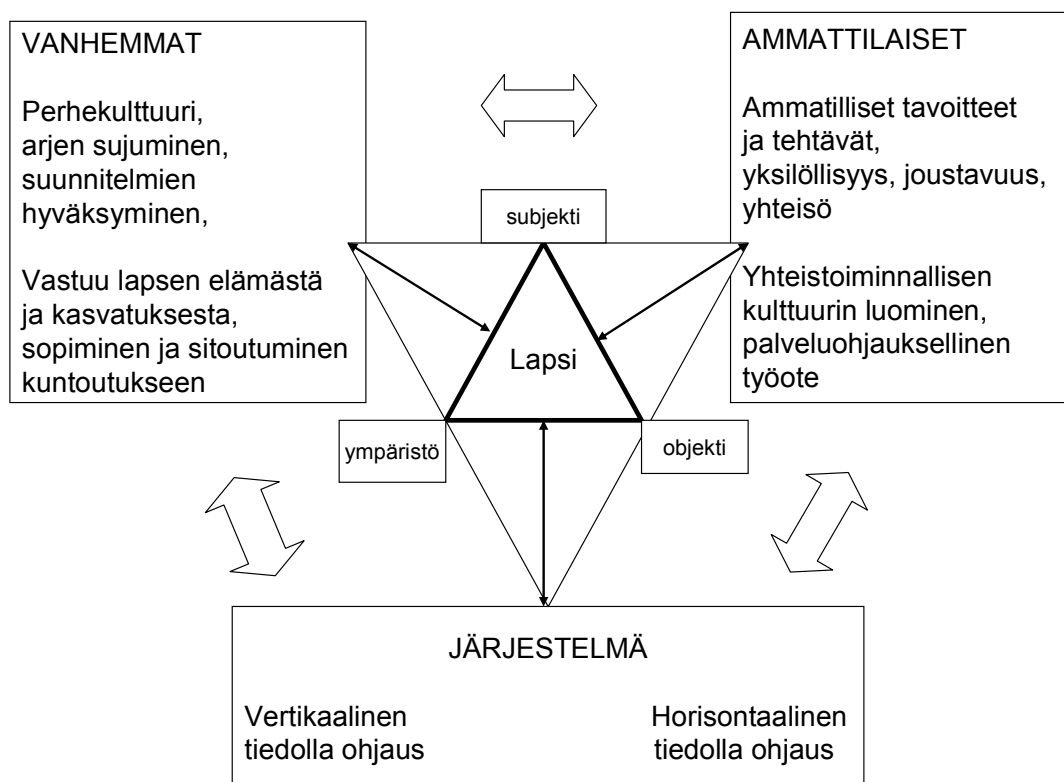 VANHEMMAT
Perhekulttuuri,
arjen sujuminen,
suunnitelmien
hyväksyminen,
Vastuu lapsen elämästä
ja kasvatuksesta,
sopiminen ja sitoutuminen
kuntoutukseen
AMMATTILAISET
Ammatilliset tavoitteet
ja tehtävät,
yksilöllisyys, joustavuus,
yhteisö
Yhteistoiminnallisen
kulttuurin luominen,
palveluohjauksellinen
työote
subjekti
Lapsi
ympäristö
objekti
JÄRJESTELMÄ
Vertikaalinen
tiedolla ohjaus
Horisontaalinen
tiedolla ohjaus